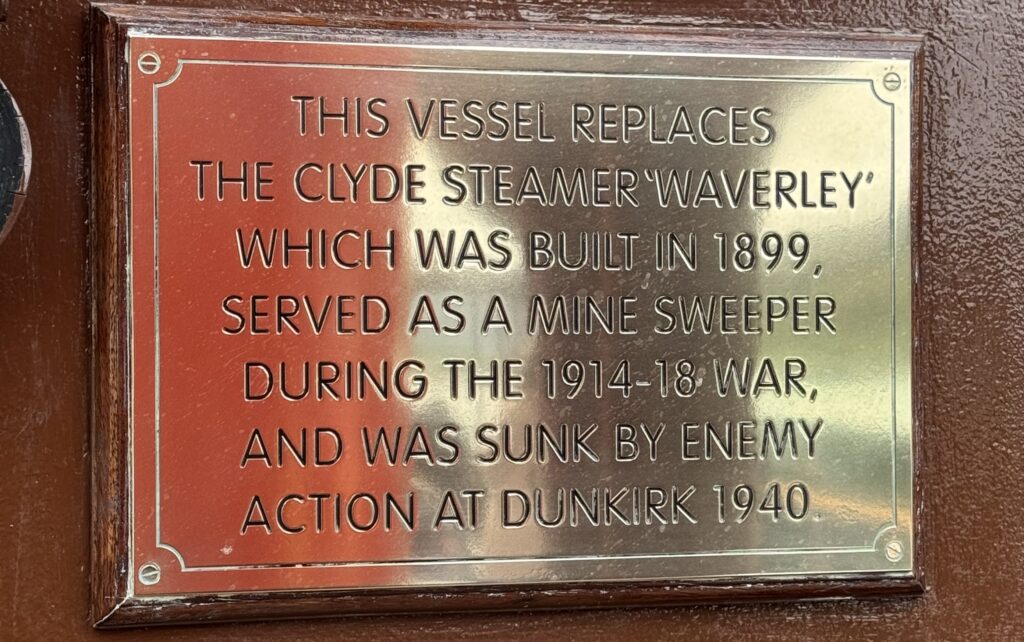 THIS VESSEL REPLACES
THE CLYDE STEAMER 'WAVERLEY'
WHICH WAS BUILT IN 1899,
SERVED AS A MINE SWEEPER
DURING THE 1914-18 WAR,
AND WAS SUNK BY ENEMY
ACTION AT DUNKIRK 1940.